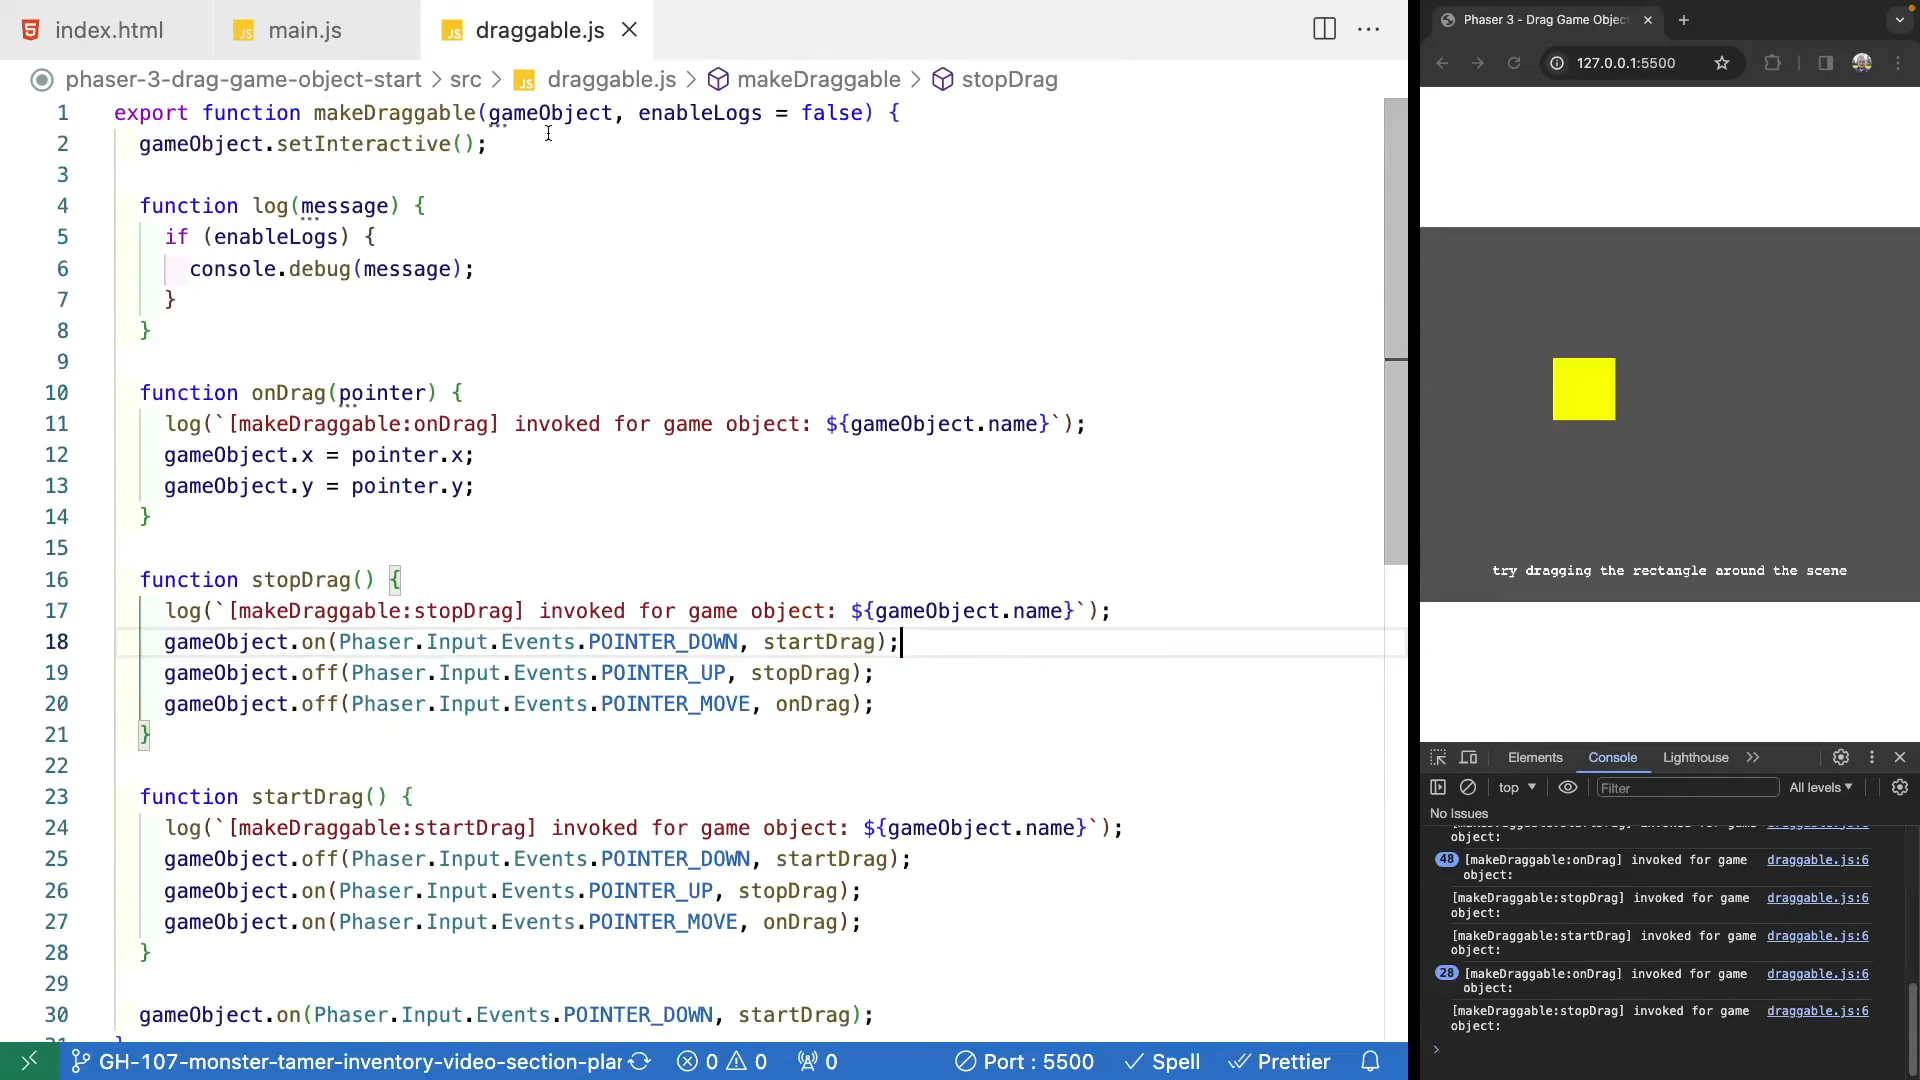 index.html
JS main.js
JS draggable.js
phaser-3-drag-game-object-start > src > JS draggable.js > makeDraggable > stopDrag
1 export function makeDraggable(gameObject, enableLogs = false) {
2 gameObject.setInteractive();
3
4 function log(message) {
5 if (enableLogs) {
6 console.debug(message);
7 }
8 }
9
10 function onDrag(pointer) {
11 log(`[makeDraggable:onDrag] invoked for game object: ${gameObject.name}`);
12 gameObject.x = pointer.x;
13 gameObject.y = pointer.y;
14 }
15
16 function stopDrag() {
17 log(`[makeDraggable:stopDrag] invoked for game object: ${gameObject.name}`);
18 gameObject.on(Phaser.Input.Events.POINTER_DOWN, startDrag);
19 gameObject.off(Phaser.Input.Events.POINTER_UP, stopDrag);
20 gameObject.off(Phaser.Input.Events.POINTER_MOVE, onDrag);
21 }
22
23 function startDrag() {
24 log(`[makeDraggable:startDrag] invoked for game object: ${gameObject.name}`);
25 gameObject.off(Phaser.Input.Events.POINTER_DOWN, startDrag);
26 gameObject.on(Phaser.Input.Events.POINTER_UP, stopDrag);
27 gameObject.on(Phaser.Input.Events.POINTER_MOVE, onDrag);
28 }
29
30 gameObject.on(Phaser.Input.Events.POINTER_DOWN, startDrag);
GH-107-monster-tamer-inventory-video-section-plar 0 0 0 Port : 5500 Spell Prettier
Phaser 3 - Drag Game Objec
127.0.0.1:5500
try dragging the rectangle around the scene
Elements Console Lighthouse
top Filter All levels
No Issues
[makeDraggable:startDrag] invoked for game draggable.js:6
object:
48 [makeDraggable:onDrag] invoked for game draggable.js:6
object:
[makeDraggable:stopDrag] invoked for game draggable.js:6
object:
[makeDraggable:startDrag] invoked for game draggable.js:6
object:
28 [makeDraggable:onDrag] invoked for game draggable.js:6
object:
[makeDraggable:stopDrag] invoked for game draggable.js:6
object: